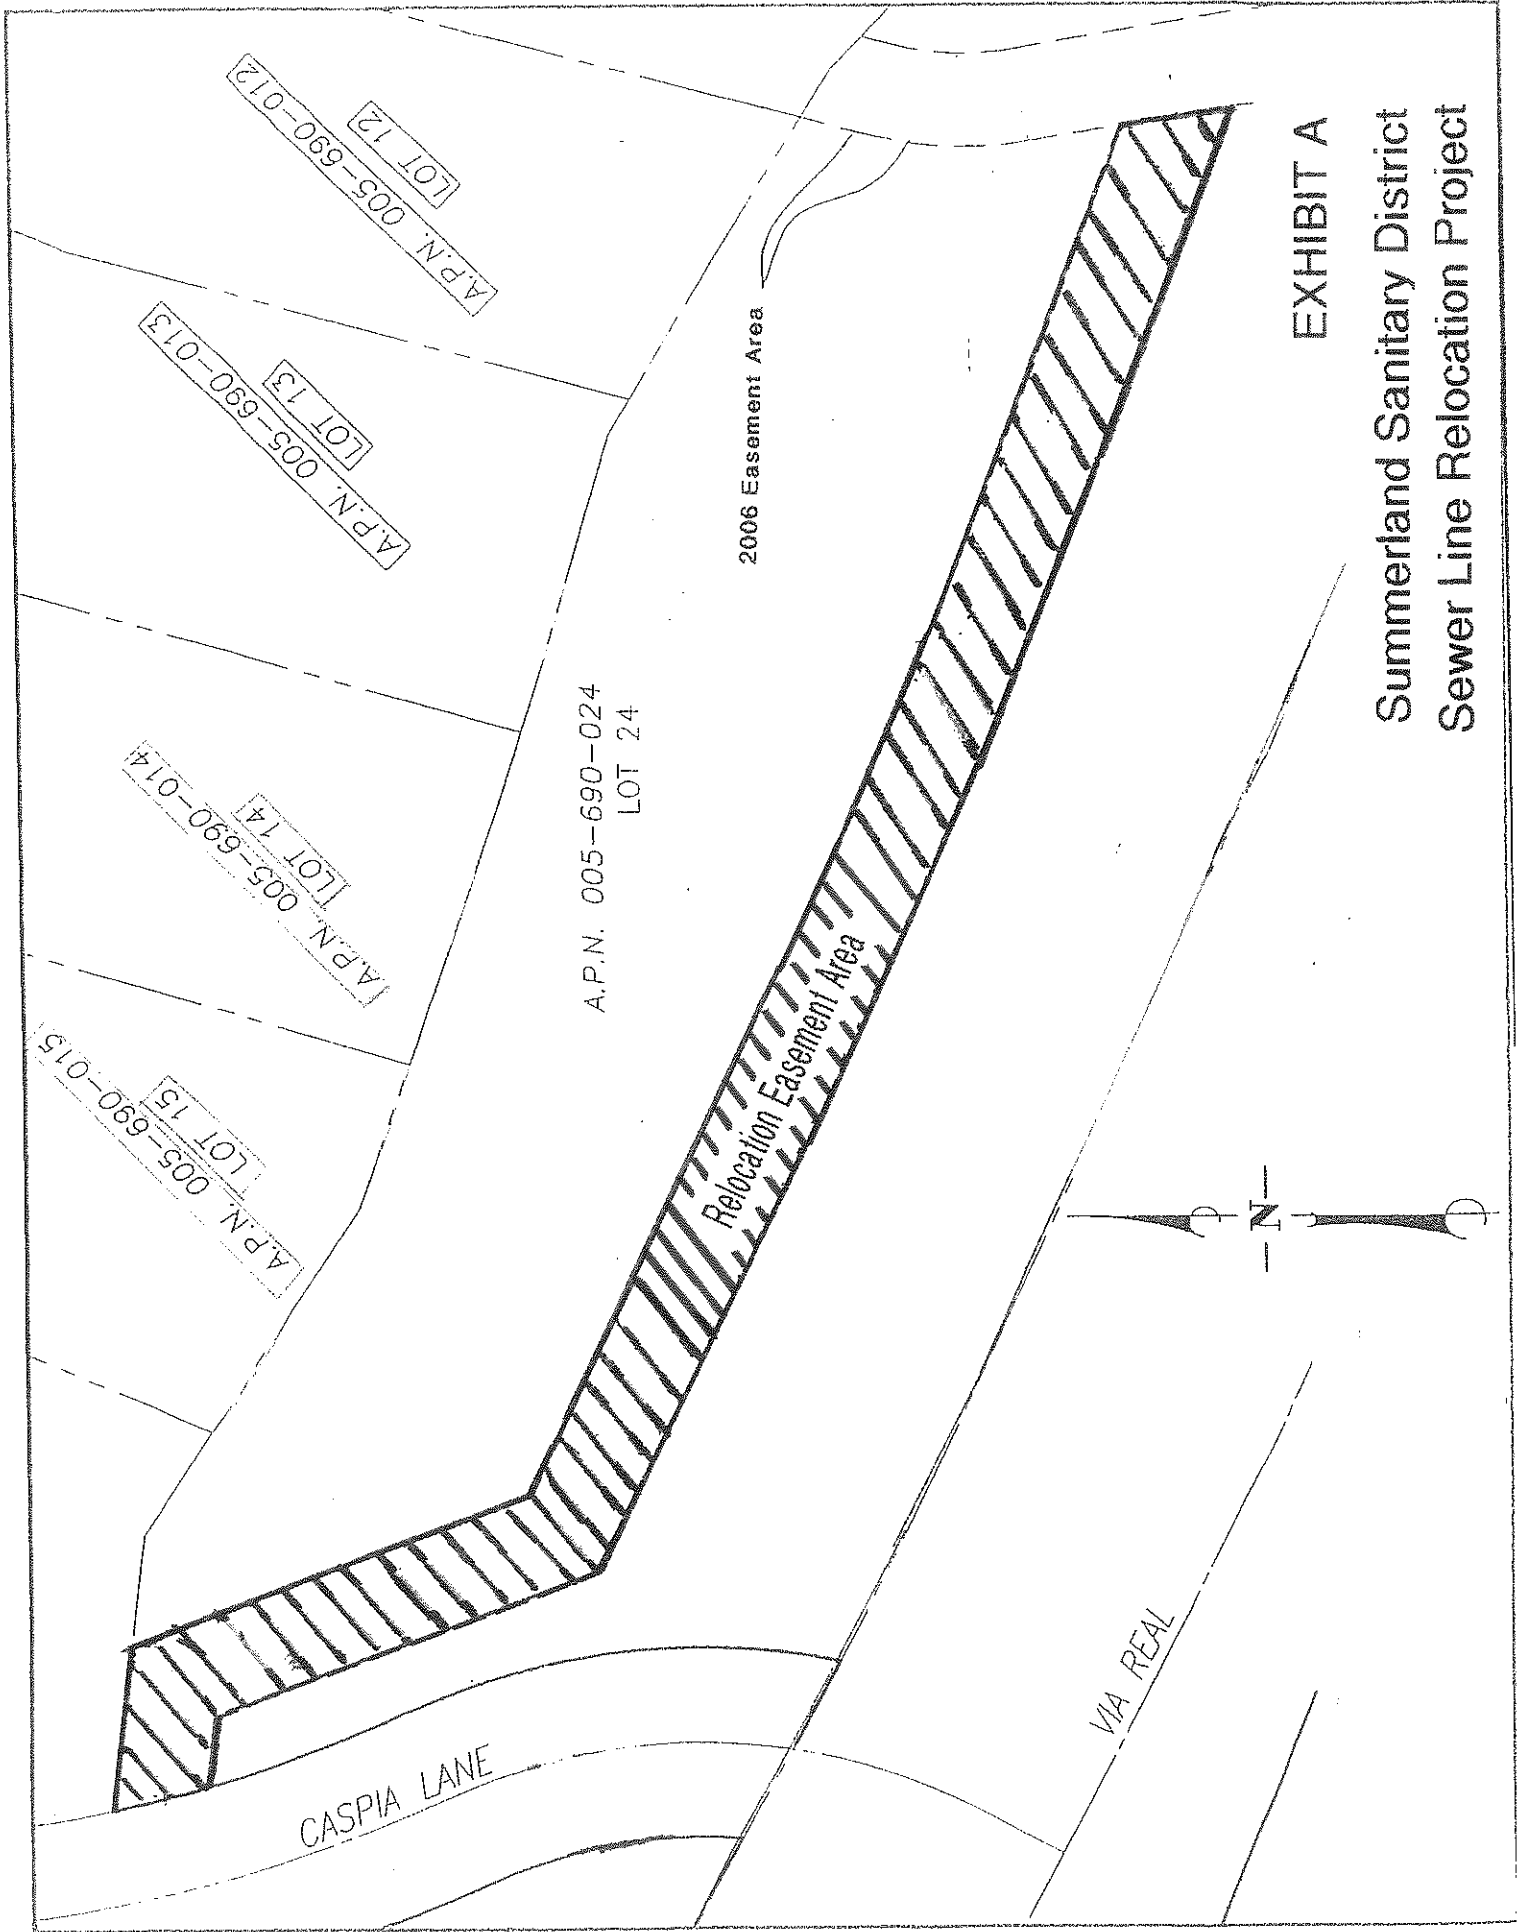 A.P.N. 005-690-015
LOT 15
A.P.N. 005-690-014
LOT 14
A.P.N. 005-690-013
LOT 13
A.P.N. 005-690-012
LOT 12
A.P.N. 005-690-024
LOT 24
2006 Easement Area
Relocation Easement Area
CASPIA LANE
VIA REAL
-N-
EXHIBIT A
Summerland Sanitary District
Sewer Line Relocation Project